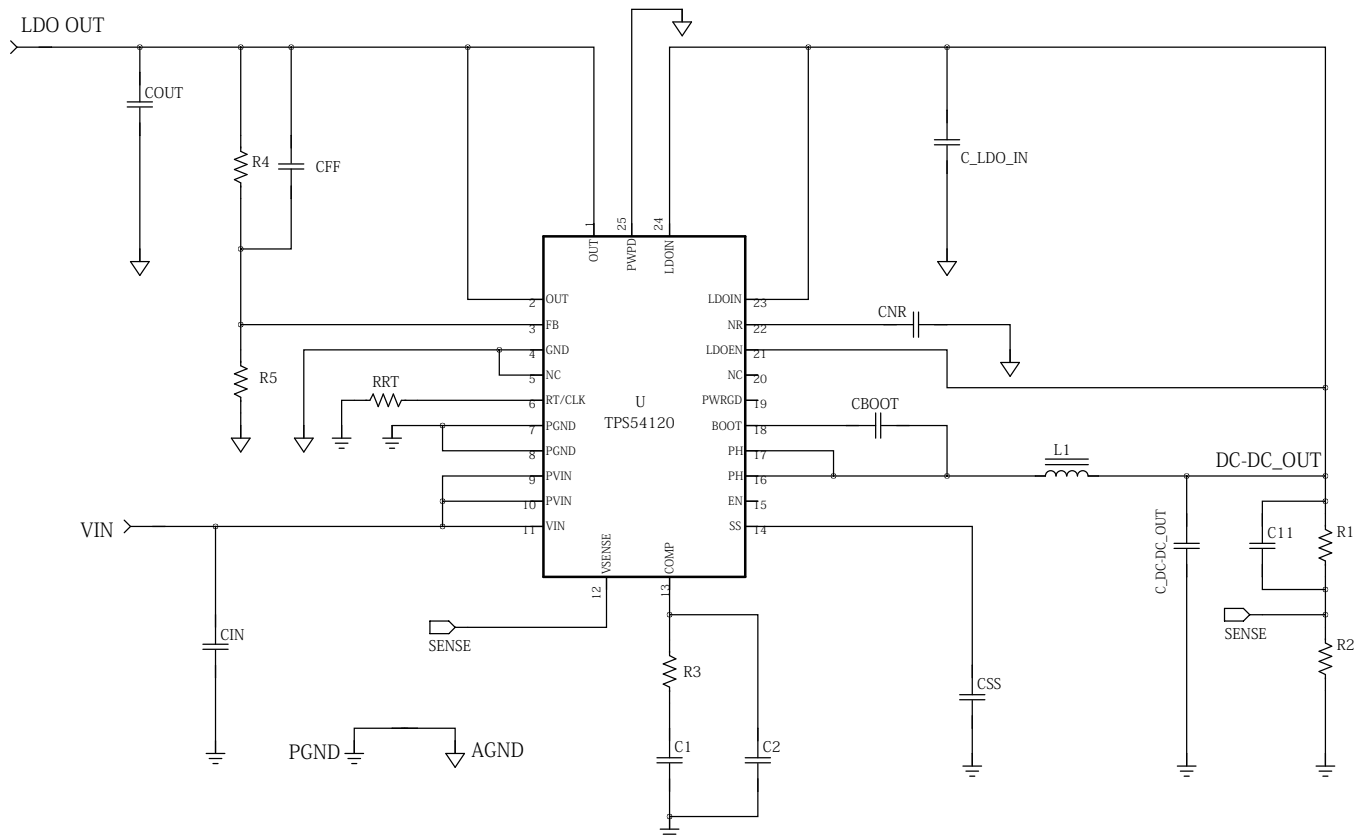 LDO OUT
COUT
R4
CFF
C_LDO_IN
1
25
24
OUT
PWPD
LDOIN
2
OUT
LDOIN
23
3
FB
NR
22
CNR
4
GND
LDOEN
21
5
NC
NC
20
R5
RRT
6
RT/CLK
PWRGD
19
U
TPS54120
CBOOT
7
PGND
BOOT
18
8
PGND
PH
17
L1
DC-DC_OUT
9
PVIN
PH
16
10
PVIN
EN
15
VIN
11
VIN
SS
14
VSENSE
COMP
12
13
C_DC-DC_OUT
C11
R1
SENSE
SENSE
CIN
R2
R3
CSS
PGND
AGND
C1
C2